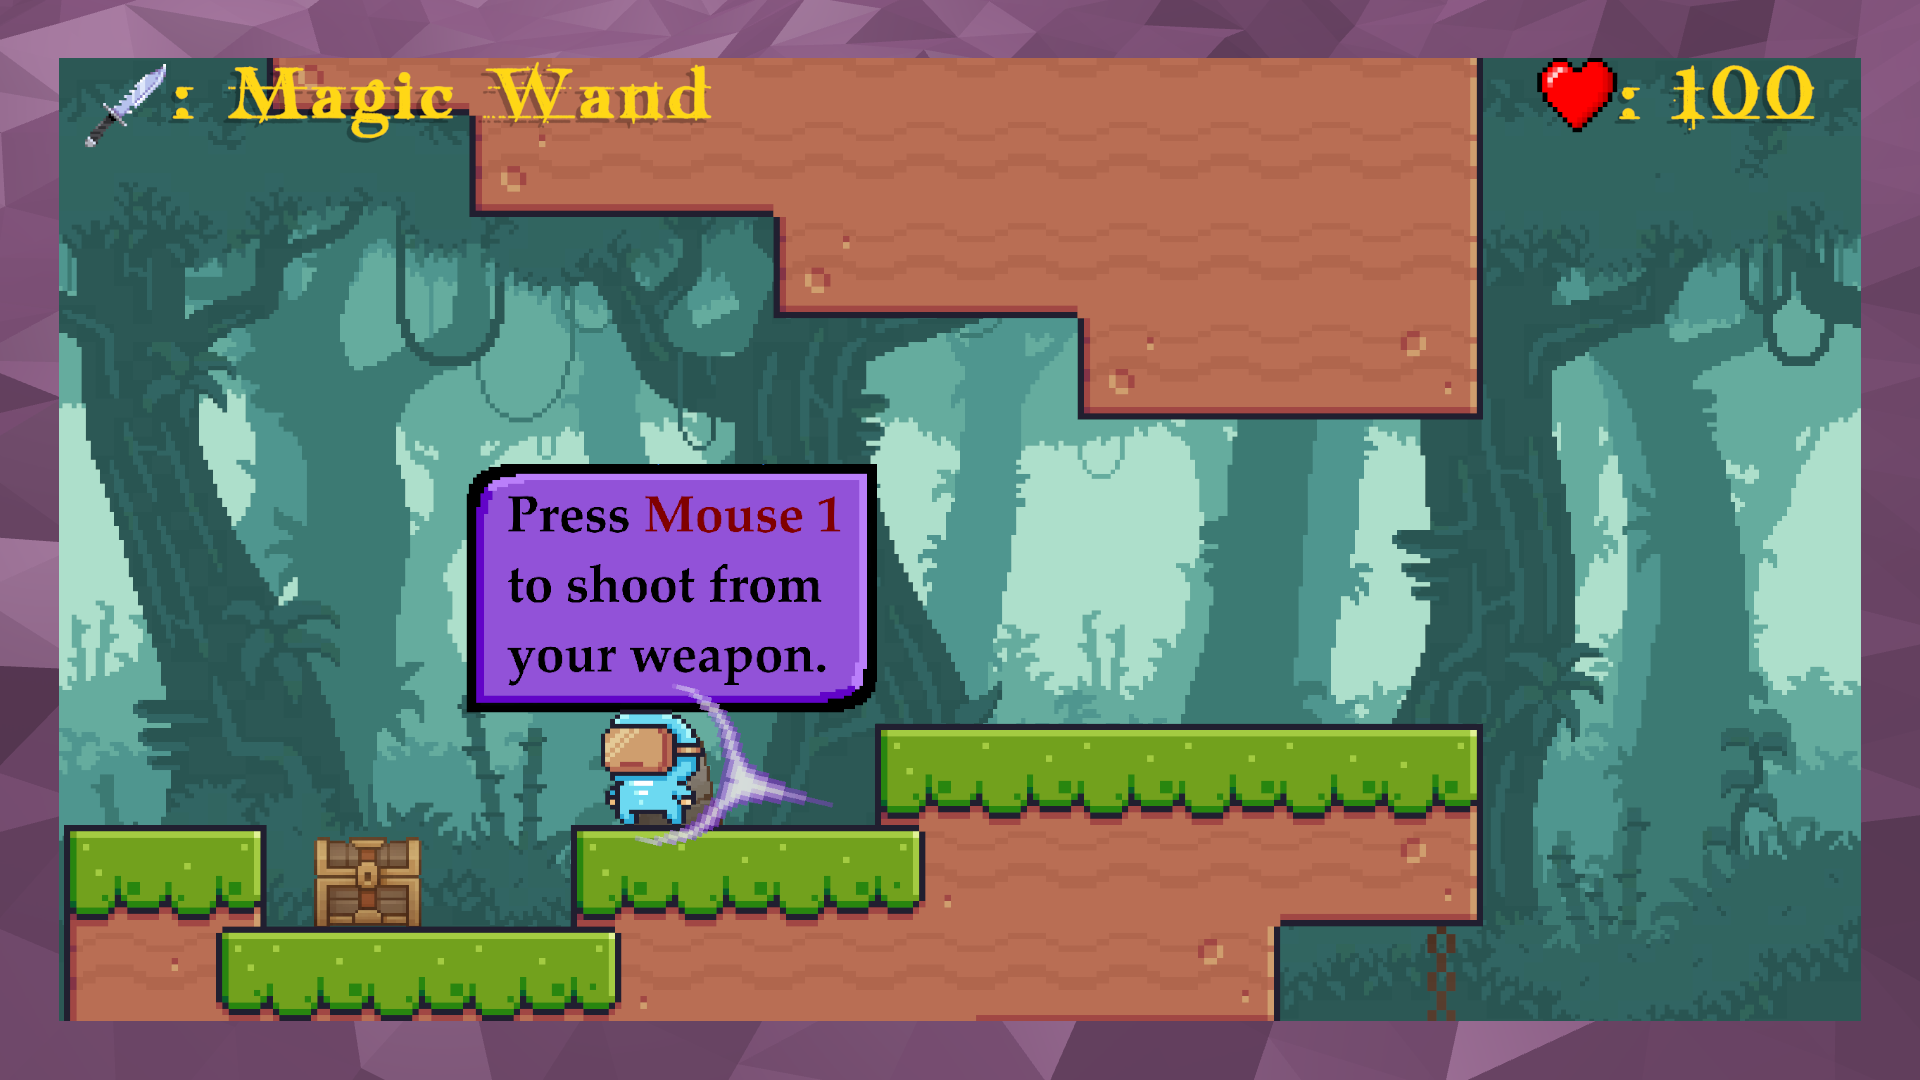 : Magic Wand
: 100
Press Mouse 1
to shoot from
your weapon.